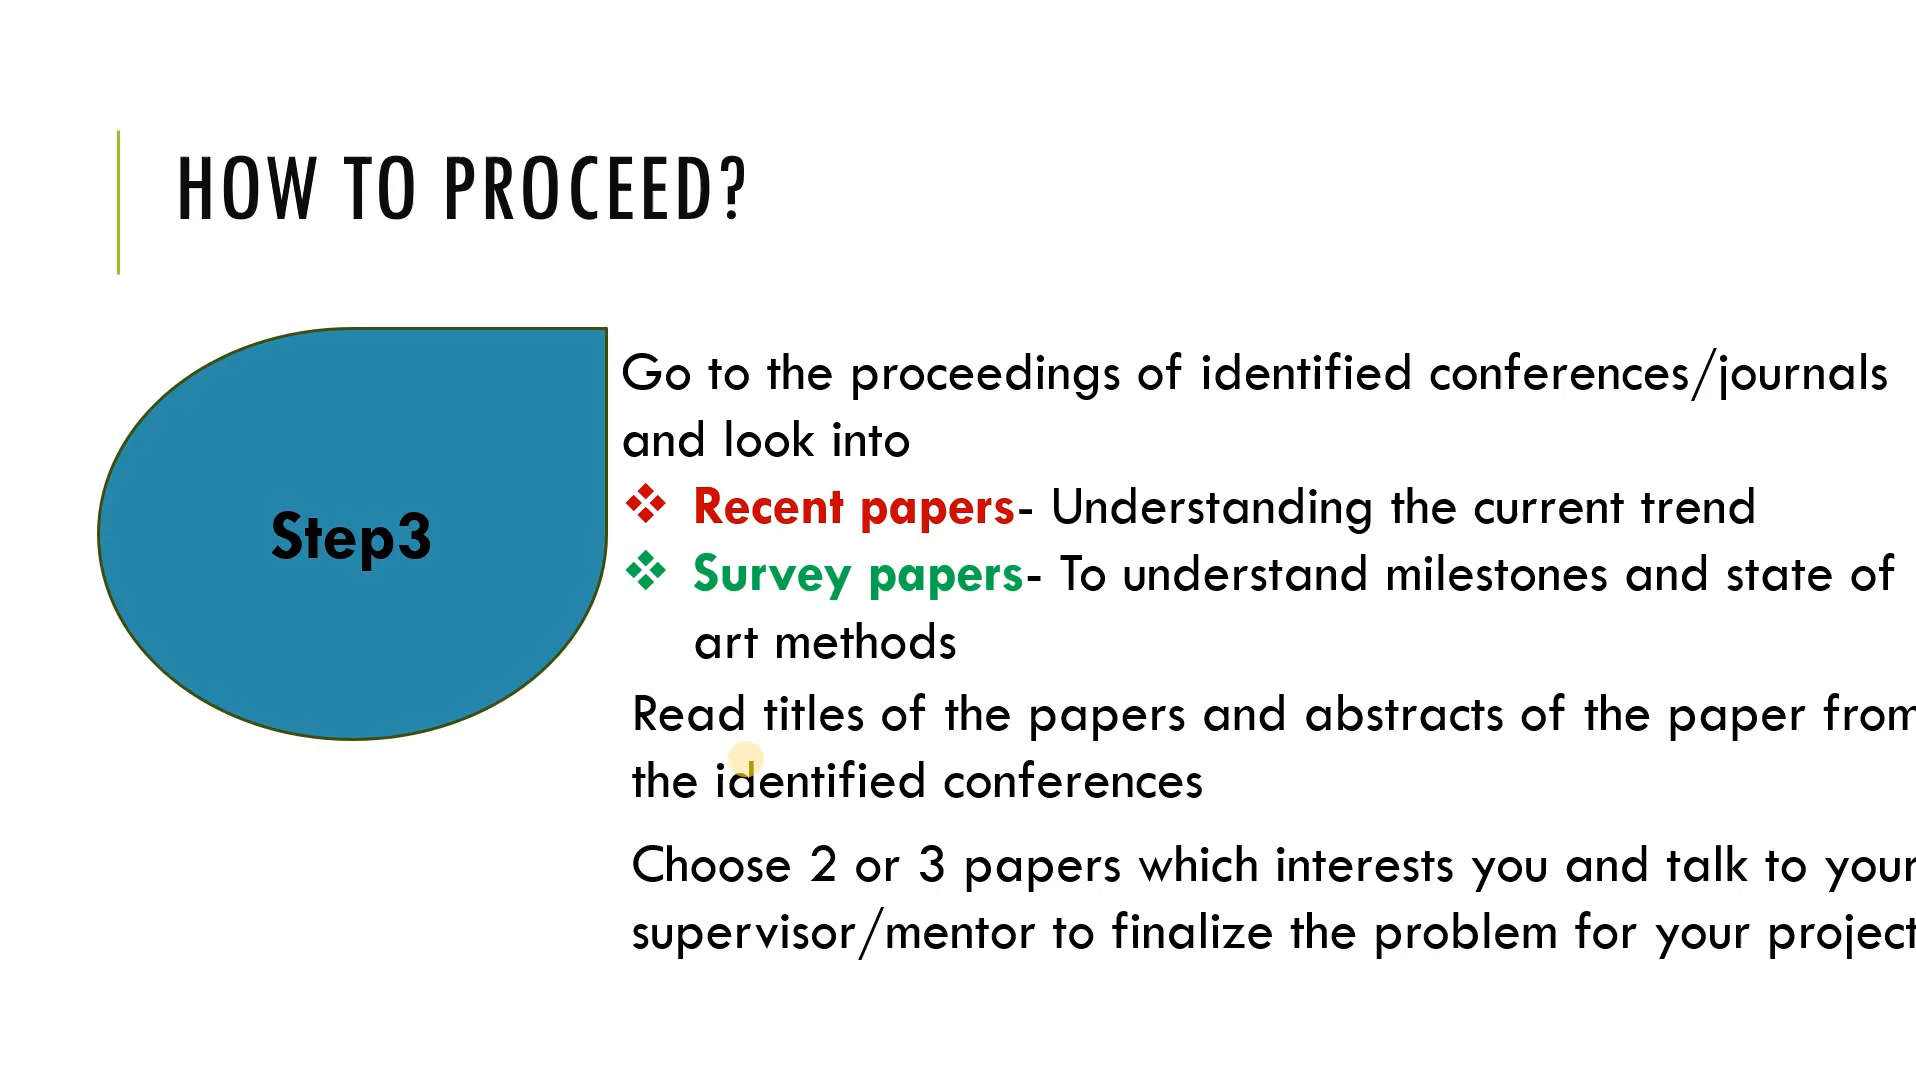 HOW TO PROCEED?
Step3
Go to the proceedings of identified conferences/journals
and look into
❖ Recent papers- Understanding the current trend
❖ Survey papers- To understand milestones and state of
art methods
Read titles of the papers and abstracts of the paper from
the identified conferences
Choose 2 or 3 papers which interests you and talk to your
supervisor/mentor to finalize the problem for your project